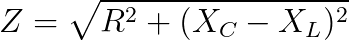 Z = √(R² + (X_C − X_L)²)